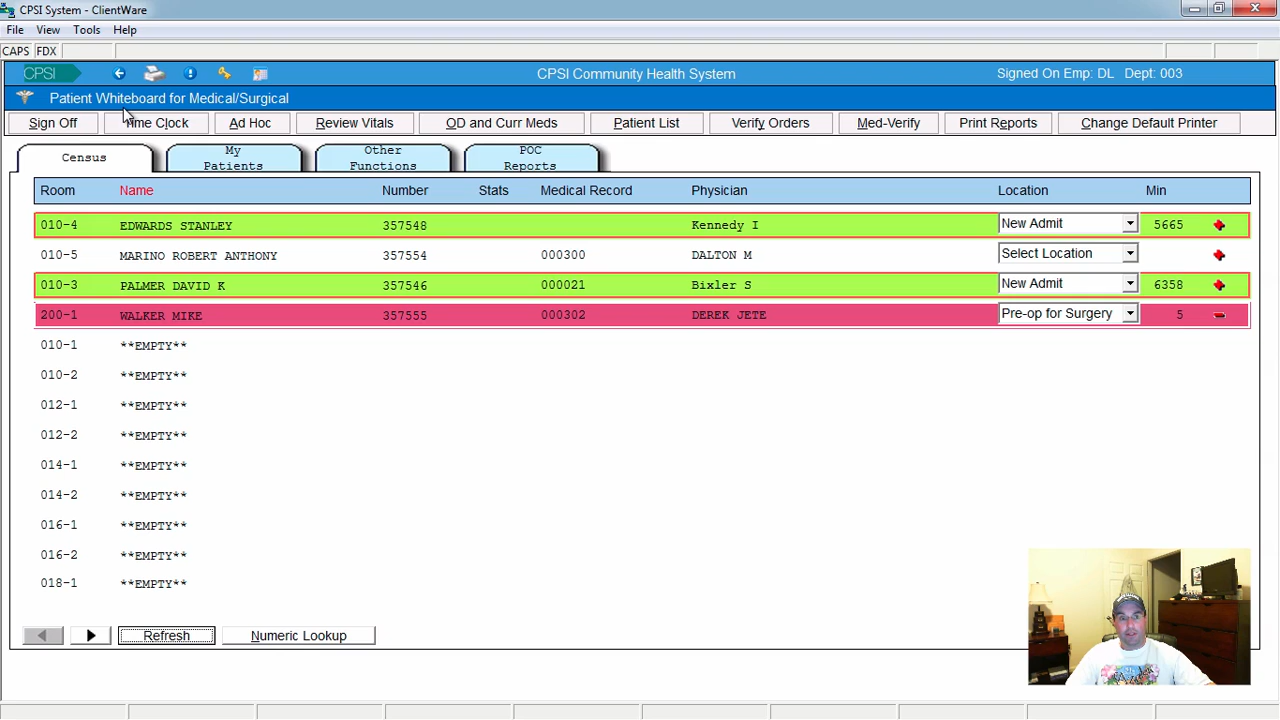 CPSI System - ClientWare
File View Tools Help
CAPS FDX
CPSI CPSI Community Health System Signed On Emp: DL Dept: 003
Patient Whiteboard for Medical/Surgical
Sign Off Time Clock Ad Hoc Review Vitals OD and Curr Meds Patient List Verify Orders Med-Verify Print Reports Change Default Printer
Census My Patients Other Functions POC Reports
Room Name Number Stats Medical Record Physician Location Min
010-4 EDWARDS STANLEY 357548 Kennedy I New Admit 5665
010-5 MARINO ROBERT ANTHONY 357554 000300 DALTON M Select Location
010-3 PALMER DAVID K 357546 000021 Bixler S New Admit 6358
200-1 WALKER MIKE 357555 000302 DEREK JETE Pre-op for Surgery 5
010-1 **EMPTY**
010-2 **EMPTY**
012-1 **EMPTY**
012-2 **EMPTY**
014-1 **EMPTY**
014-2 **EMPTY**
016-1 **EMPTY**
016-2 **EMPTY**
018-1 **EMPTY**
Refresh Numeric Lookup